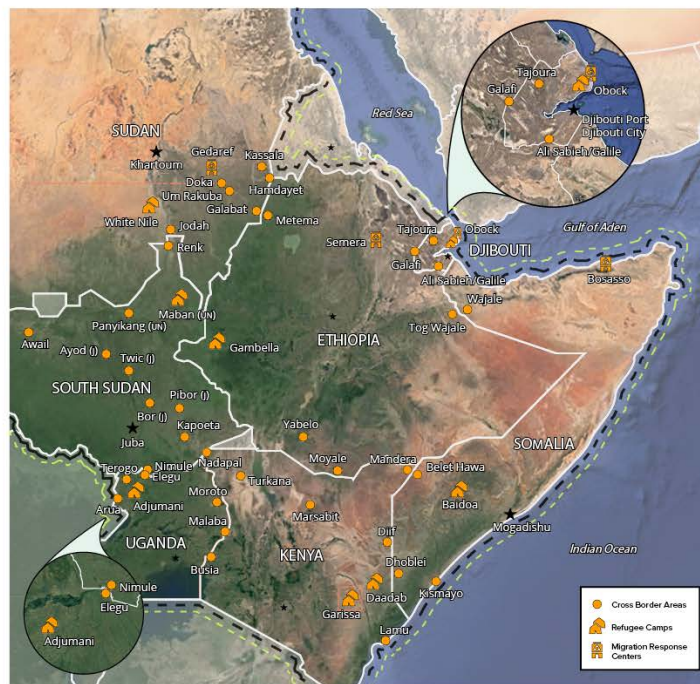 Red Sea
Tajoura
Galafi
Obock
Djibouti Port
Djibouti City
Ali Sabieh/Galile
SUDAN
Khartoum
Gedaref
Kassala
Doka
Um Rakuba
Hamdayet
White Nile
Galabat
Metema
Jodah
Renk
Semera
Tajoura
Obock
DJIBOUTI
Gulf of Aden
Galafi
Ali Sabieh/Galile
Bosasso
Maban (UN)
Wajale
Panyikang (UN)
Tog Wajale
Awail
Gambella
ETHIOPIA
Ayod (j)
Twic (j)
SOUTH SUDAN
Pibor (j)
Bor (j)
Kapoeta
Yabelo
SOMALIA
Juba
Nadapal
Moyale
Mandera
Belet Hawa
Terogo
Nimule
Elegu
Turkana
Arua
Adjumani
Moroto
Marsabit
Baidoa
Mogadishu
Malaba
UGANDA
KENYA
Diif
Indian Ocean
Busia
Dhoblei
Nimule
Elegu
Daadab
Kismayo
Garissa
Adjumani
Lamu
Cross Border Areas
Refugee Camps
Migration Response
Centers